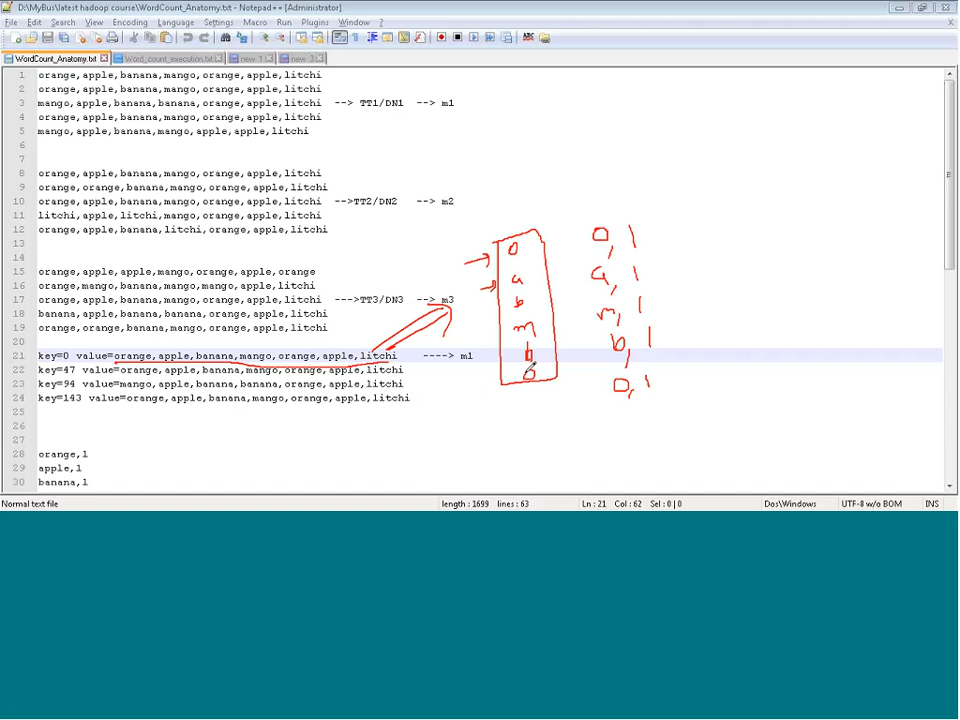 D:\MyBus\latest hadoop course\WordCount_Anatomy.txt - Notepad++ [Administrator]
File Edit Search View Encoding Language Settings Macro Run Plugins Window ?
X
WordCount_Anatomy.txt Word_count_execution.txt new 1 new 3
1 orange,apple,banana,mango,orange,apple,litchi
2 orange,apple,banana,mango,orange,apple,litchi
3 mango,apple,banana,banana,orange,apple,litchi --> TT1/DN1 --> m1
4 orange,apple,banana,mango,orange,apple,litchi
5 mango,apple,banana,mango,apple,apple,litchi
6
7
8 orange,apple,banana,mango,orange,apple,litchi
9 orange,orange,banana,mango,orange,apple,litchi
10 orange,apple,banana,mango,orange,apple,litchi -->TT2/DN2 --> m2
11 litchi,apple,litchi,mango,orange,apple,litchi
12 orange,apple,banana,litchi,orange,apple,litchi
13
14
15 orange,apple,apple,mango,orange,apple,orange
16 orange,mango,banana,mango,mango,apple,litchi
17 orange,apple,banana,mango,orange,apple,litchi --->TT3/DN3 --> m3
18 banana,apple,banana,mango,orange,apple,litchi
19 orange,orange,banana,mango,orange,apple,litchi
20
21 key=0 value=orange,apple,banana,mango,orange,apple,litchi ----> m1
22 key=47 value=orange,apple,banana,mango,orange,apple,litchi
23 key=94 value=mango,apple,banana,banana,orange,apple,litchi
24 key=143 value=orange,apple,banana,mango,orange,apple,litchi
25
26
27
28 orange,1
29 apple,1
30 banana,1
o
a
b
m
b
o
o,1
a,1
m,1
b,1
o,1
Normal text file length : 1699 lines : 63 Ln : 21 Col : 62 Sel : 0 | 0 Dos\Windows UTF-8 w/o BOM INS